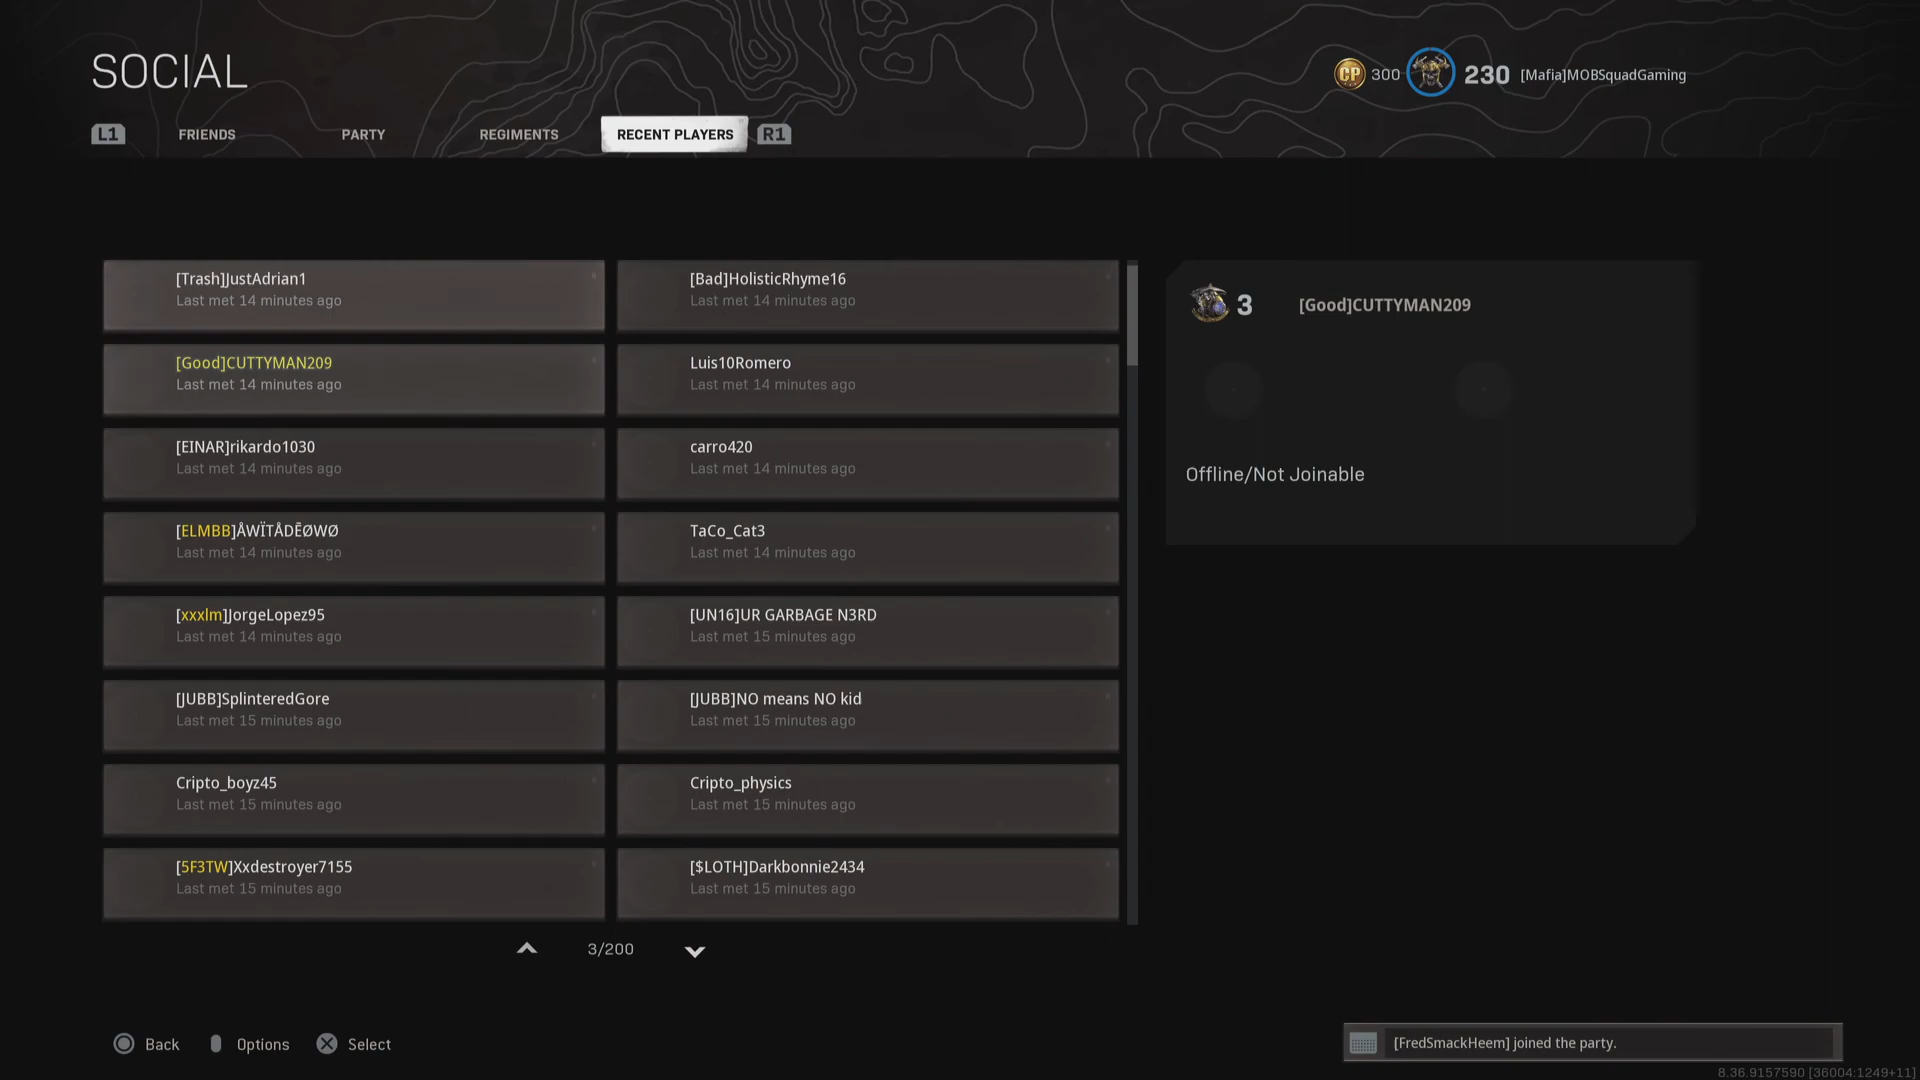 SOCIAL
CP 300 230 [Mafia]MOBSquadGaming
L1 FRIENDS PARTY REGIMENTS RECENT PLAYERS R1
[Trash]JustAdrian1
Last met 14 minutes ago
[Bad]HolisticRhyme16
Last met 14 minutes ago
[Good]CUTTYMAN209
Last met 14 minutes ago
Luis10Romero
Last met 14 minutes ago
[EINAR]rikardo1030
Last met 14 minutes ago
carro420
Last met 14 minutes ago
[ELMBB]ÅWÏTÅDĒØWØ
Last met 14 minutes ago
TaCo_Cat3
Last met 14 minutes ago
[xxxlm]JorgeLopez95
Last met 14 minutes ago
[UN16]UR GARBAGE N3RD
Last met 15 minutes ago
[JUBB]SplinteredGore
Last met 15 minutes ago
[JUBB]NO means NO kid
Last met 15 minutes ago
Cripto_boyz45
Last met 15 minutes ago
Cripto_physics
Last met 15 minutes ago
[5F3TW]Xxdestroyer7155
Last met 15 minutes ago
[$LOTH]Darkbonnie2434
Last met 15 minutes ago
3/200
3 [Good]CUTTYMAN209
Offline/Not Joinable
Back Options Select
[FredSmackHeem] joined the party.
8.36.9157590 [36004:1249+11]